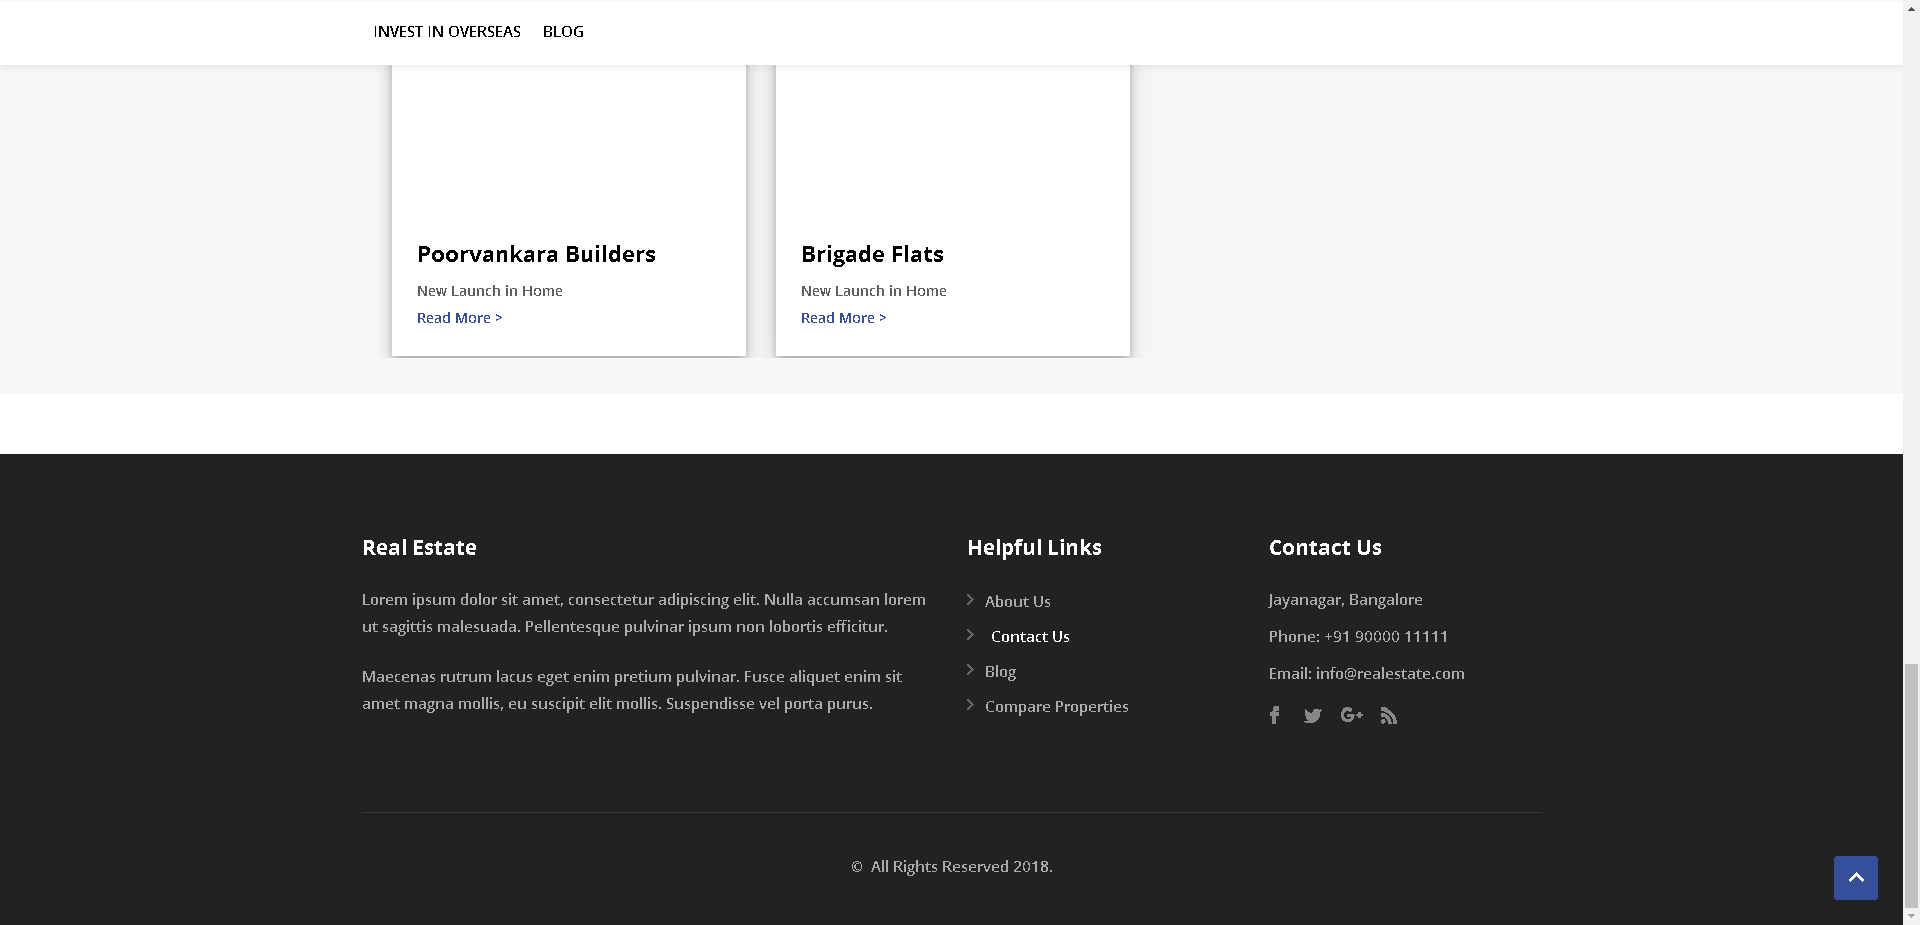 INVEST IN OVERSEAS BLOG
Poorvankara Builders
New Launch in Home
Read More >
Brigade Flats
New Launch in Home
Read More >
Real Estate
Lorem ipsum dolor sit amet, consectetur adipiscing elit. Nulla accumsan lorem
ut sagittis malesuada. Pellentesque pulvinar ipsum non lobortis efficitur.
Maecenas rutrum lacus eget enim pretium pulvinar. Fusce aliquet enim sit
amet magna mollis, eu suscipit elit mollis. Suspendisse vel porta purus.
Helpful Links
About Us
Contact Us
Blog
Compare Properties
Contact Us
Jayanagar, Bangalore
Phone: +91 90000 11111
Email: info@realestate.com
© All Rights Reserved 2018.